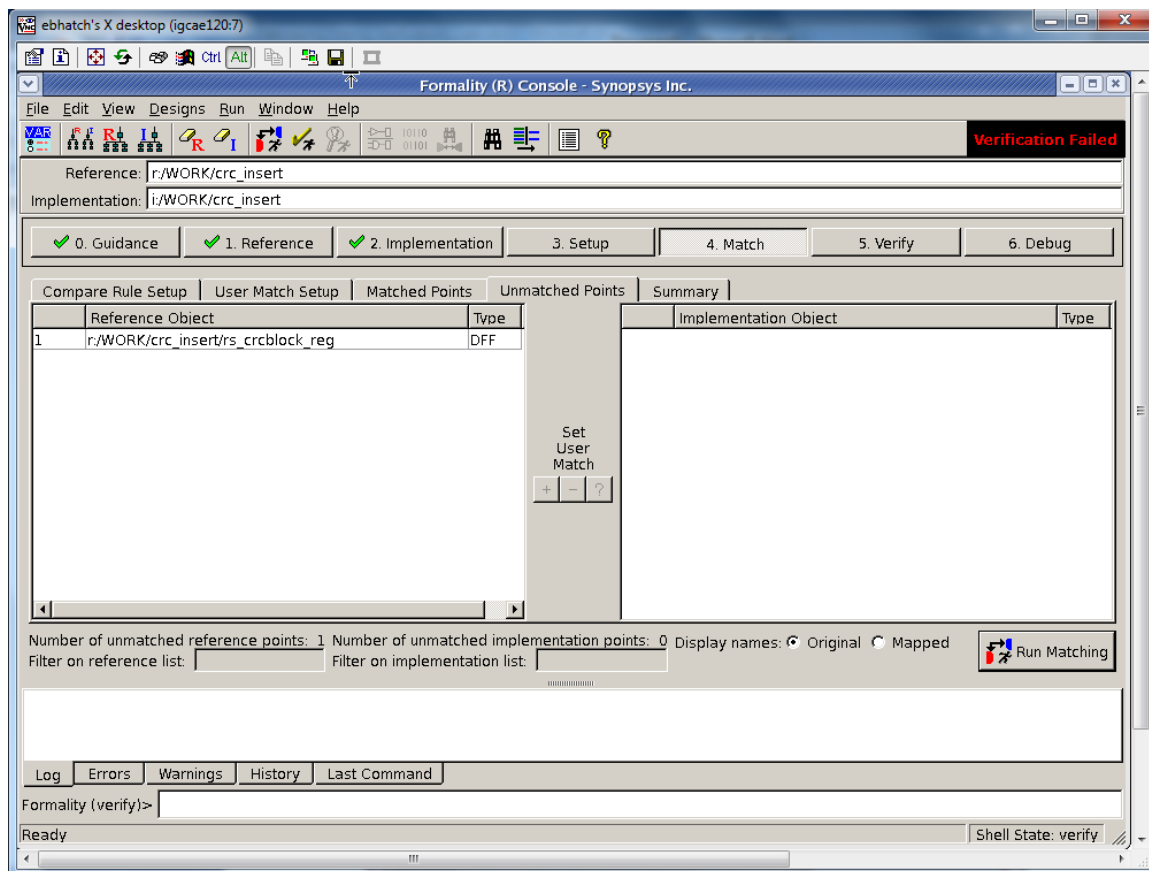 ebhatch's X desktop (igcae120:7)
Ctrl Alt
Formality (R) Console - Synopsys Inc.
File Edit View Designs Run Window Help
Verification Failed
Reference: r:/WORK/crc_insert
Implementation: i:/WORK/crc_insert
0. Guidance 1. Reference 2. Implementation 3. Setup 4. Match 5. Verify 6. Debug
Compare Rule Setup User Match Setup Matched Points Unmatched Points Summary
Reference Object Type Implementation Object Type
1 r:/WORK/crc_insert/rs_crcblock_reg DFF
Set
User
Match
+ - ?
Number of unmatched reference points: 1 Number of unmatched implementation points: 0 Display names: Original Mapped
Filter on reference list: Filter on implementation list: Run Matching
Log Errors Warnings History Last Command
Formality (verify)>
Ready Shell State: verify